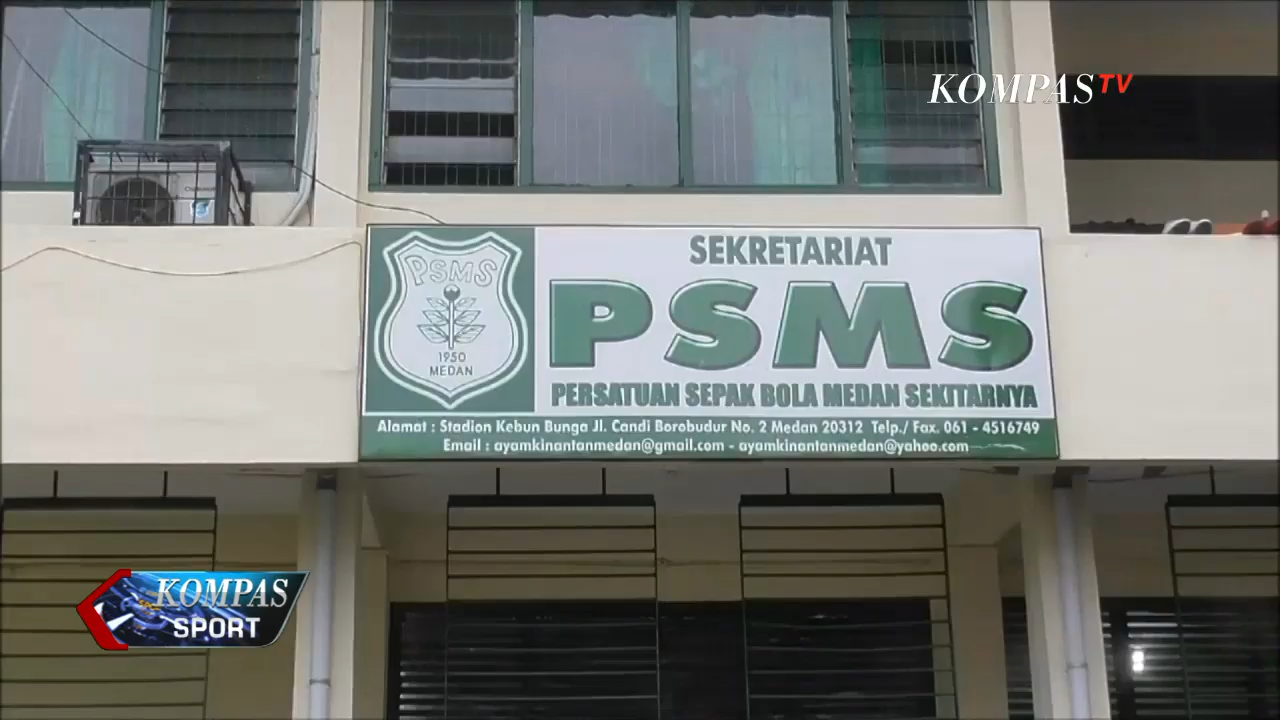 KOMPAS TV
SEKRETARIAT
PSMS
PERSATUAN SEPAK BOLA MEDAN SEKITARNYA
PSMS
1950
MEDAN
Alamat : Stadion Kebun Bunga Jl. Candi Borobudur No. 2 Medan 20312 Telp./ Fax. 061 - 4516749
Email : ayamkinantanmedan@gmail.com - ayamkinantanmedan@yahoo.com
KOMPAS
SPORT